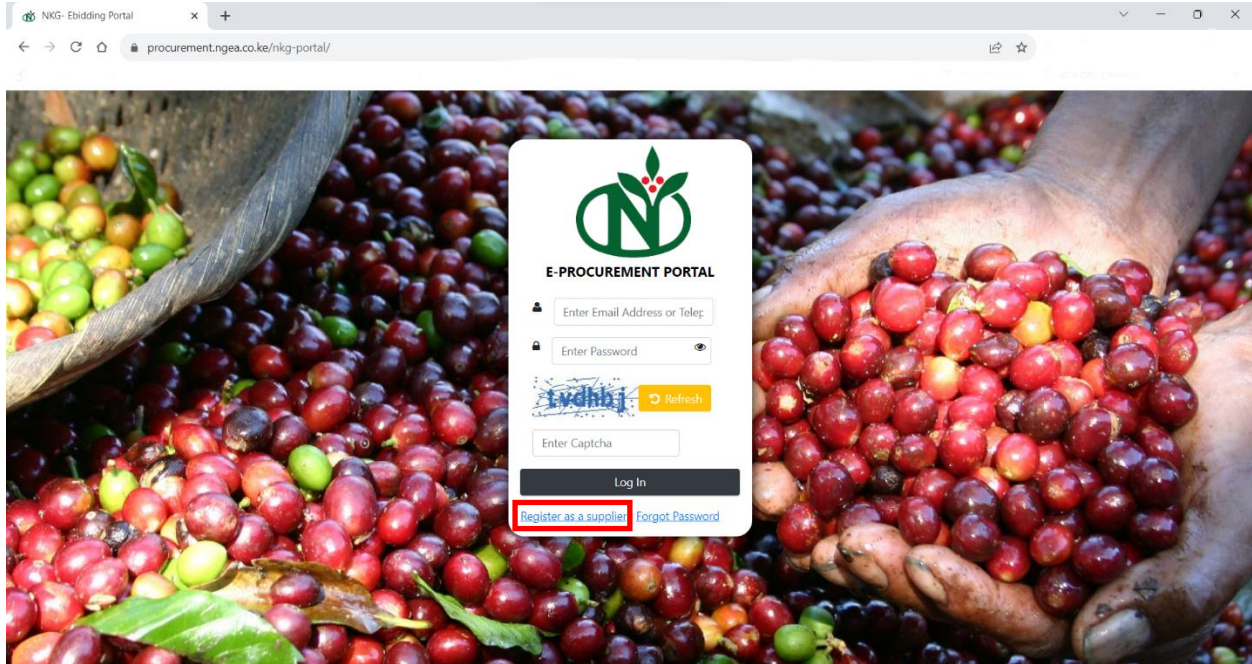 NKG- Ebidding Portal
procurement.ngea.co.ke/nkg-portal/
N
E-PROCUREMENT PORTAL
Enter Email Address or Telep
Enter Password
Refresh
Enter Captcha
Log In
Register as a supplier Forgot Password